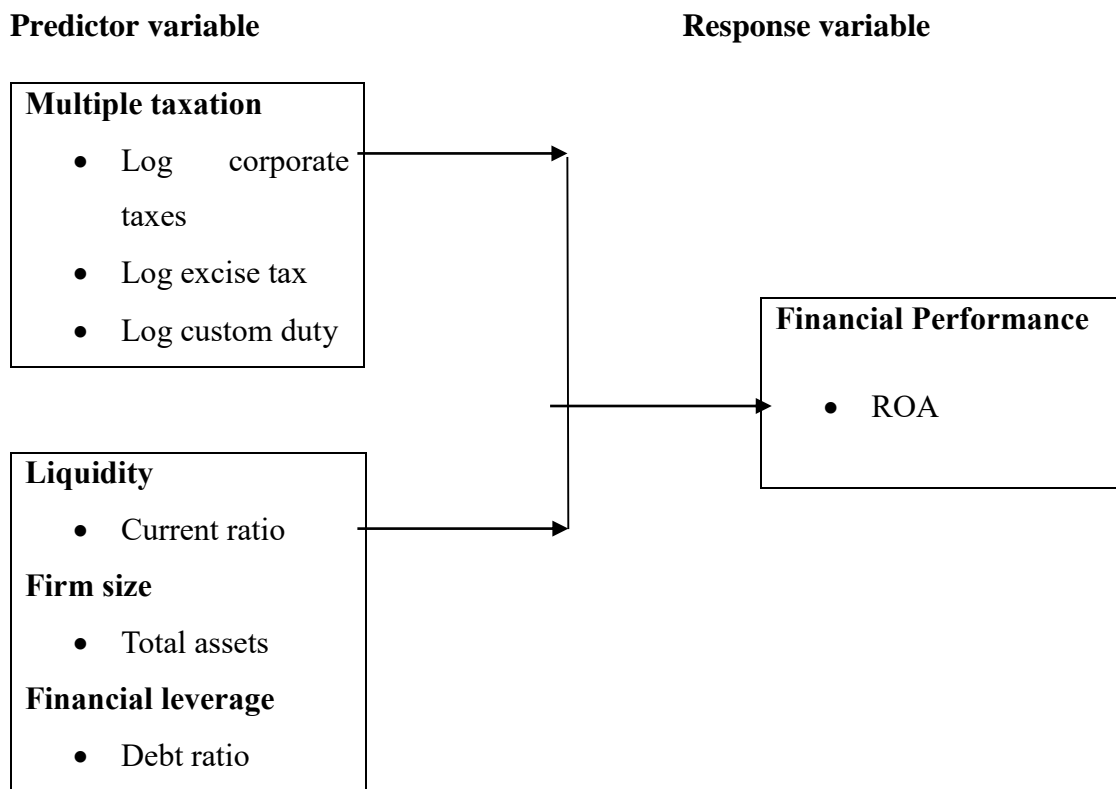 Predictor variable
Response variable
Multiple taxation
• Log corporate
taxes
• Log excise tax
• Log custom duty
Financial Performance
• ROA
Liquidity
• Current ratio
Firm size
• Total assets
Financial leverage
• Debt ratio